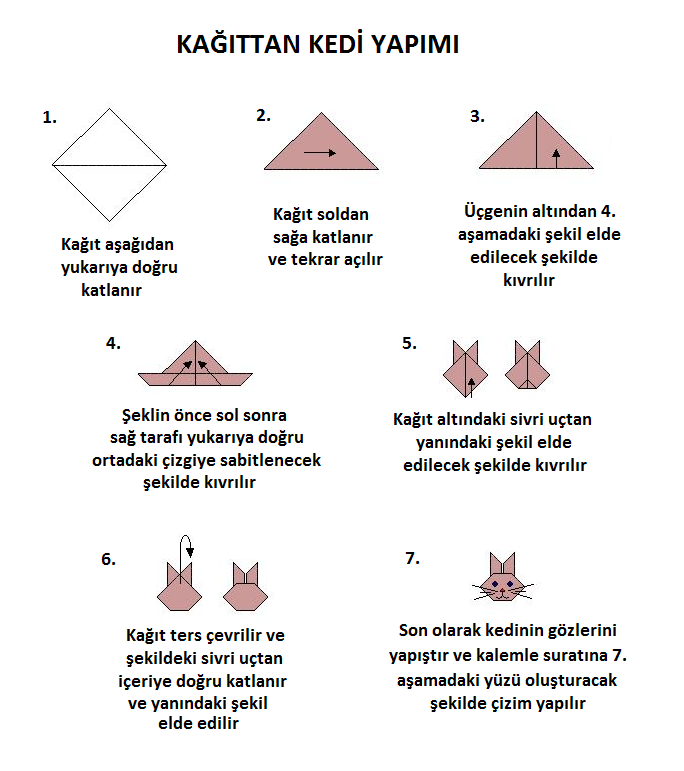 KAĞITTAN KEDİ YAPIMI
1.
Kağıt aşağıdan
yukarıya doğru
katlanır
2.
Kağıt soldan
sağa katlanır
ve tekrar açılır
3.
Üçgenin altından 4.
aşamadaki şekil elde
edilecek şekilde
kıvrılır
4.
Şeklin önce sol sonra
sağ tarafı yukarıya doğru
ortadaki çizgiye sabitlenecek
şekilde kıvrılır
5.
Kağıt altındaki sivri uçtan
yanındaki şekil elde
edilecek şekilde kıvrılır
6.
Kağıt ters çevrilir ve
şekildeki sivri uçtan
içeriye doğru katlanır
ve yanındaki şekil
elde edilir
7.
Son olarak kedinin gözlerini
yapıştır ve kalemle suratına 7.
aşamadaki yüzü oluşturacak
şekilde çizim yapılır